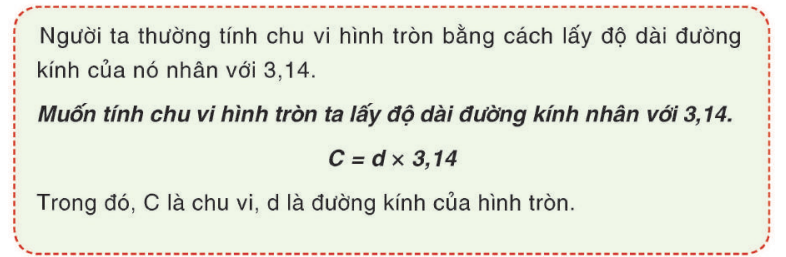 Người ta thường tính chu vi hình tròn bằng cách lấy độ dài đường
kính của nó nhân với 3,14.
Muốn tính chu vi hình tròn ta lấy độ dài đường kính nhân với 3,14.
C = d × 3,14
Trong đó, C là chu vi, d là đường kính của hình tròn.